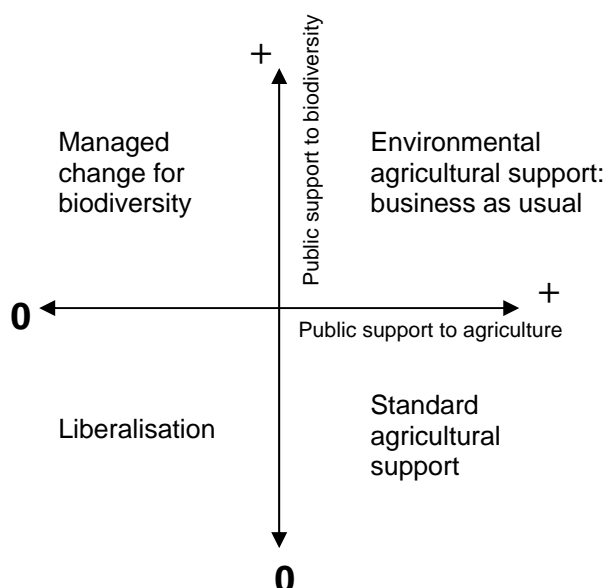 +
Public support to biodiversity
Managed
change for
biodiversity
Environmental
agricultural support:
business as usual
0
+
Public support to agriculture
Liberalisation
Standard
agricultural
support
0